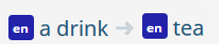 en a drink → en tea